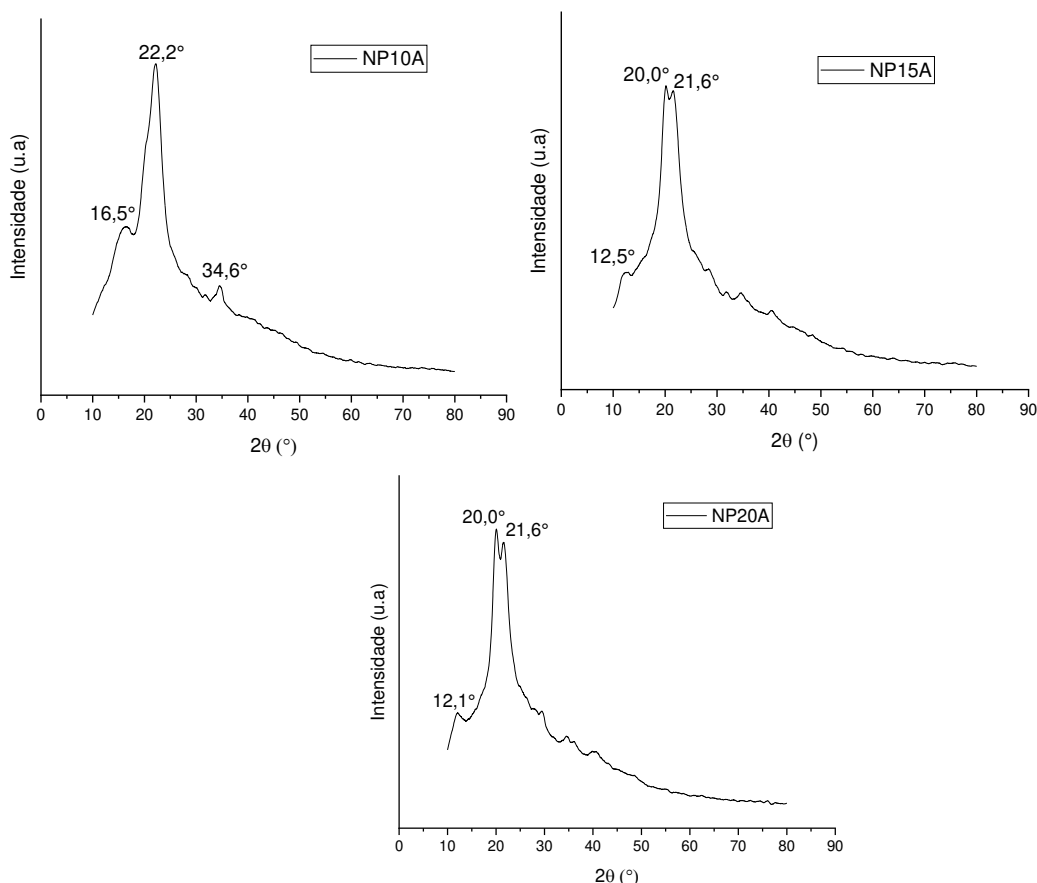 22,2°
NP10A
16,5°
34,6°
Intensidade (u.a)
0 10 20 30 40 50 60 70 80 90
2θ (°)
NP15A
20,0° 21,6°
12,5°
Intensidade (u.a)
0 10 20 30 40 50 60 70 80 90
2θ (°)
NP20A
20,0° 21,6°
12,1°
Intensidade (u.a)
0 10 20 30 40 50 60 70 80 90
2θ (°)